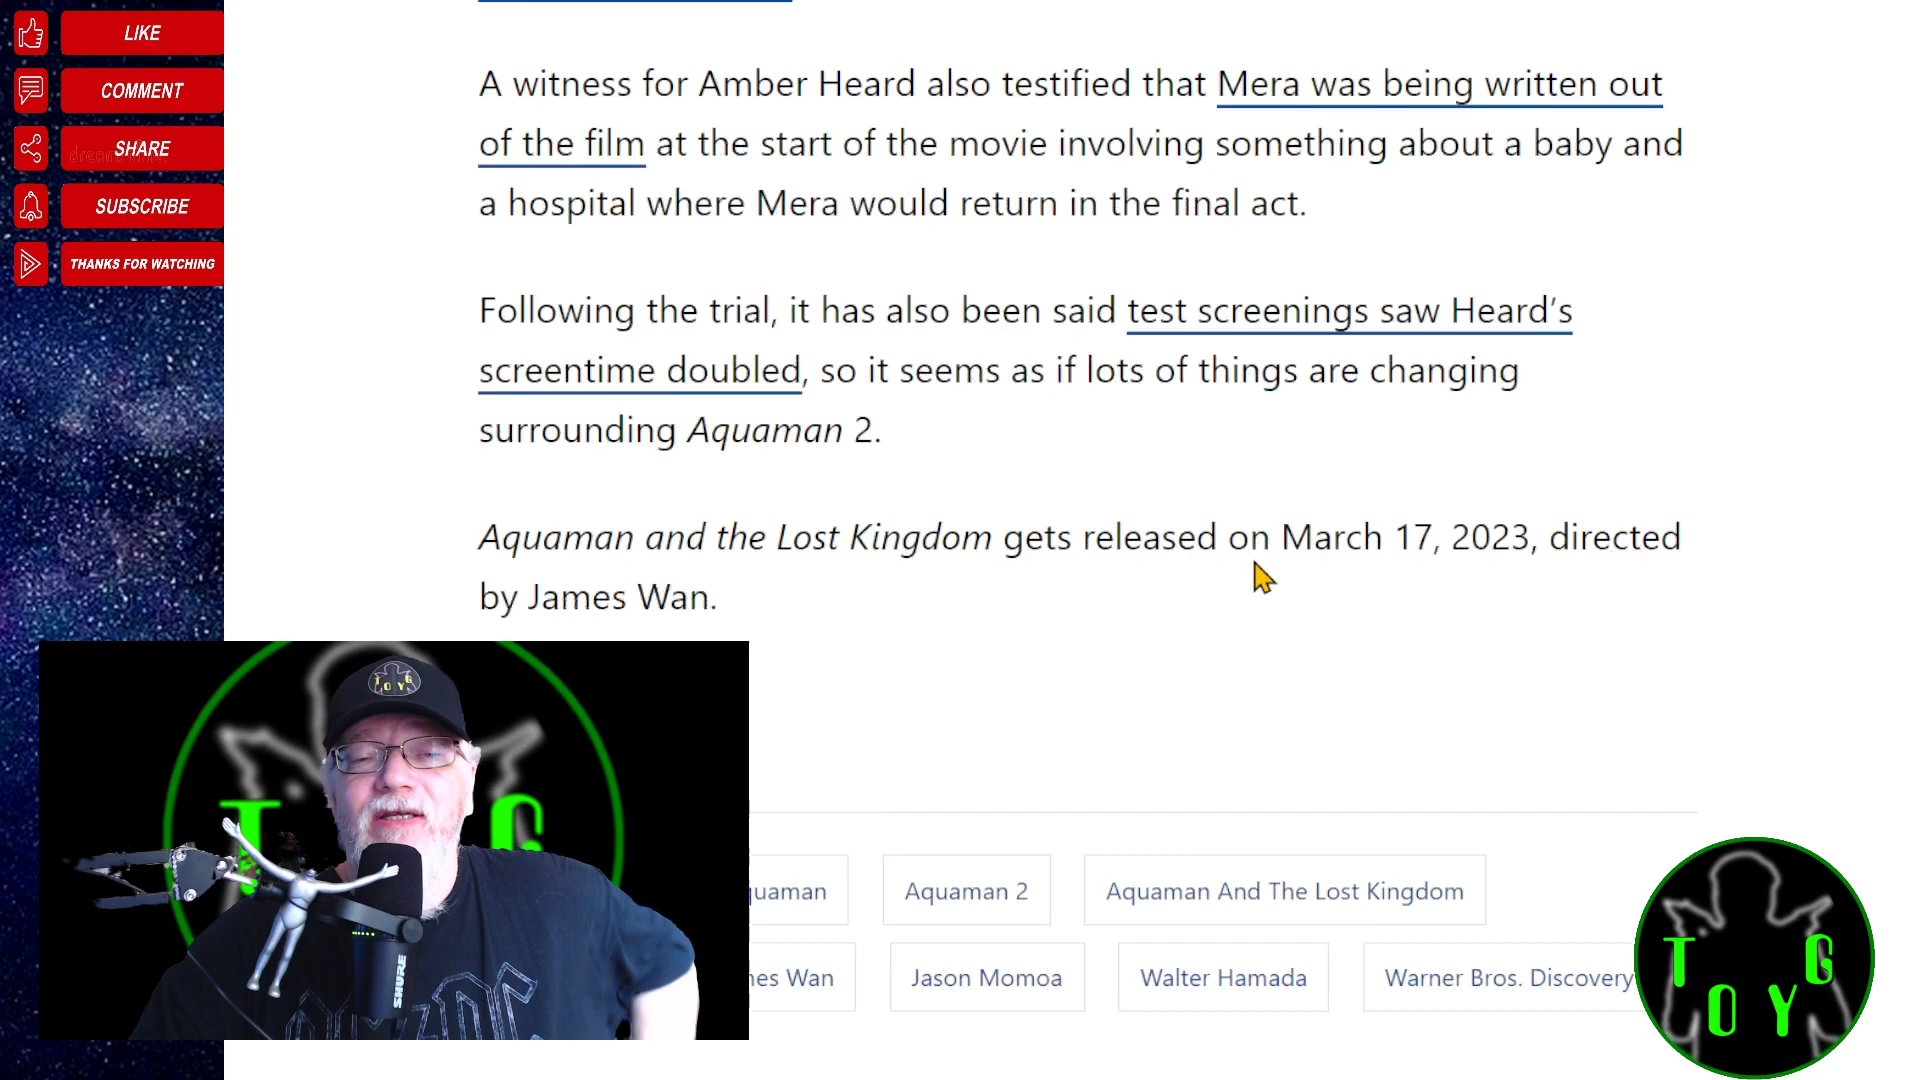 LIKE
COMMENT
SHARE
SUBSCRIBE
THANKS FOR WATCHING
A witness for Amber Heard also testified that Mera was being written out
of the film at the start of the movie involving something about a baby and
a hospital where Mera would return in the final act.
Following the trial, it has also been said test screenings saw Heard’s
screentime doubled, so it seems as if lots of things are changing
surrounding Aquaman 2.
Aquaman and the Lost Kingdom gets released on March 17, 2023, directed
by James Wan.
TOYG
T G
SHURE
quaman
Aquaman 2
Aquaman And The Lost Kingdom
nes Wan
Jason Momoa
Walter Hamada
Warner Bros. Discovery
T G
O Y